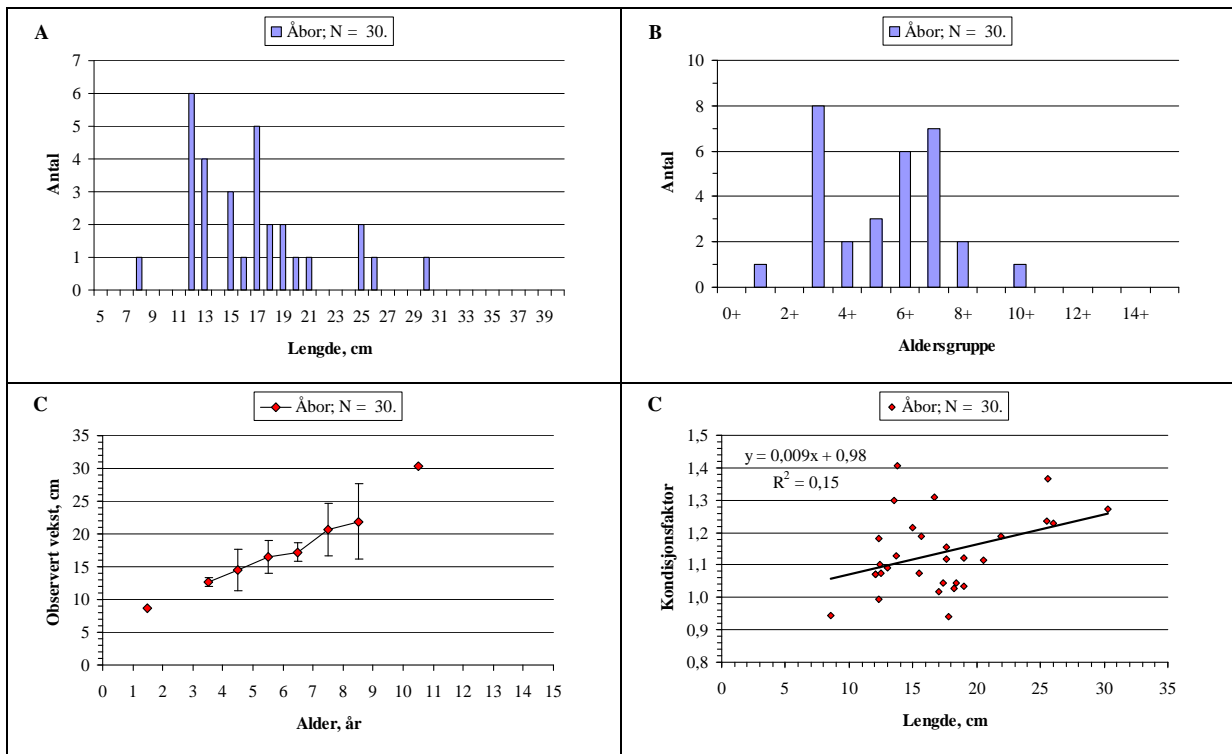 A
Åbor; N = 30.
Antal
7
6
5
4
3
2
1
0
5 7 9 11 13 15 17 19 21 23 25 27 29 31 33 35 37 39
Lengde, cm
B
Åbor; N = 30.
Antal
10
8
6
4
2
0
0+ 2+ 4+ 6+ 8+ 10+ 12+ 14+
Aldersgruppe
C
Åbor; N = 30.
Observert vekst, cm
35
30
25
20
15
10
5
0
0 1 2 3 4 5 6 7 8 9 10 11 12 13 14 15
Alder, år
C
Åbor; N = 30.
Kondisjonsfaktor
1,5
1,4
1,3
1,2
1,1
1,0
0,9
0,8
y = 0,009x + 0,98
R² = 0,15
0 5 10 15 20 25 30 35
Lengde, cm